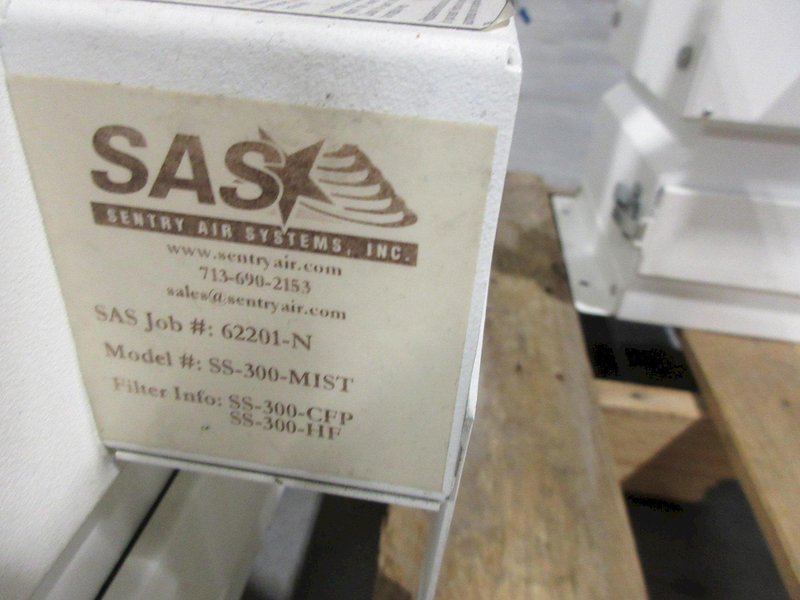 SAS
SENTRY AIR SYSTEMS, INC.
www.sentryair.com
713-690-2153
sales@sentryair.com
SAS Job #: 62201-N
Model #: SS-300-MIST
Filter Info: SS-300-CFP
SS-300-HF